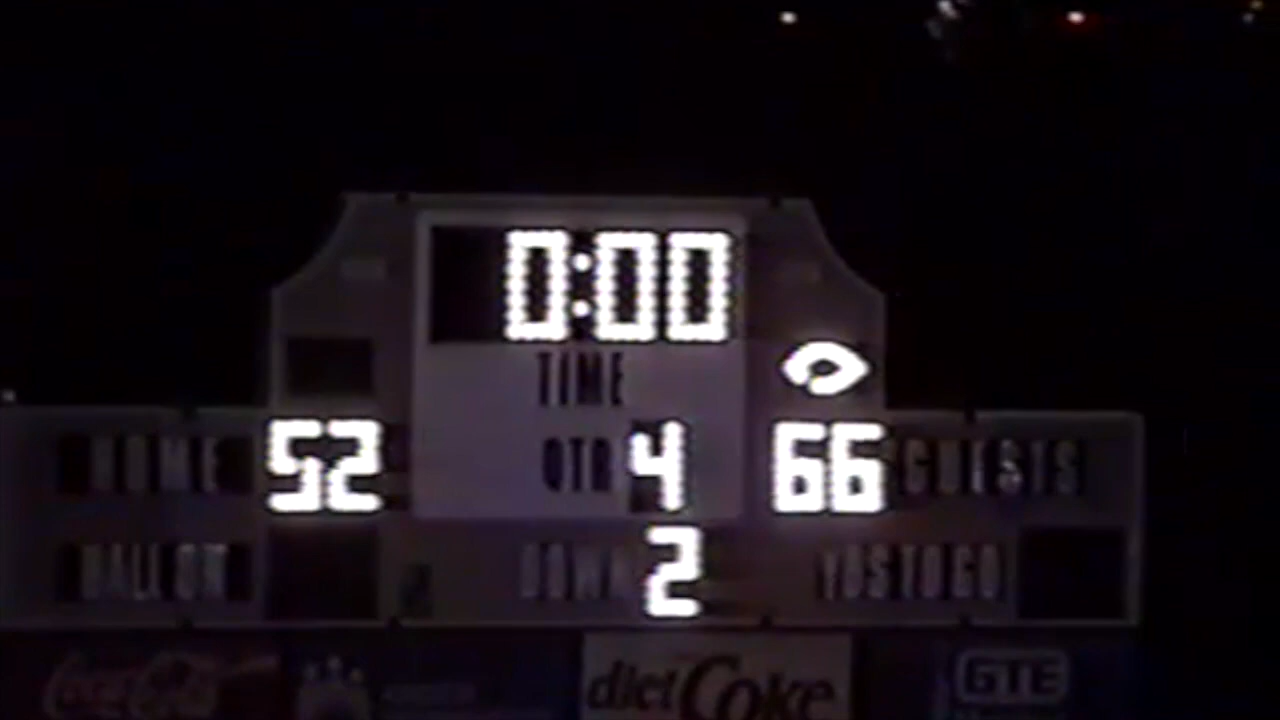 0:00
TIME
HOME 52 QTR 4 66 GUESTS
BALL ON DOWN 2 YDS TO GO
Coca-Cola diet Coke GTE